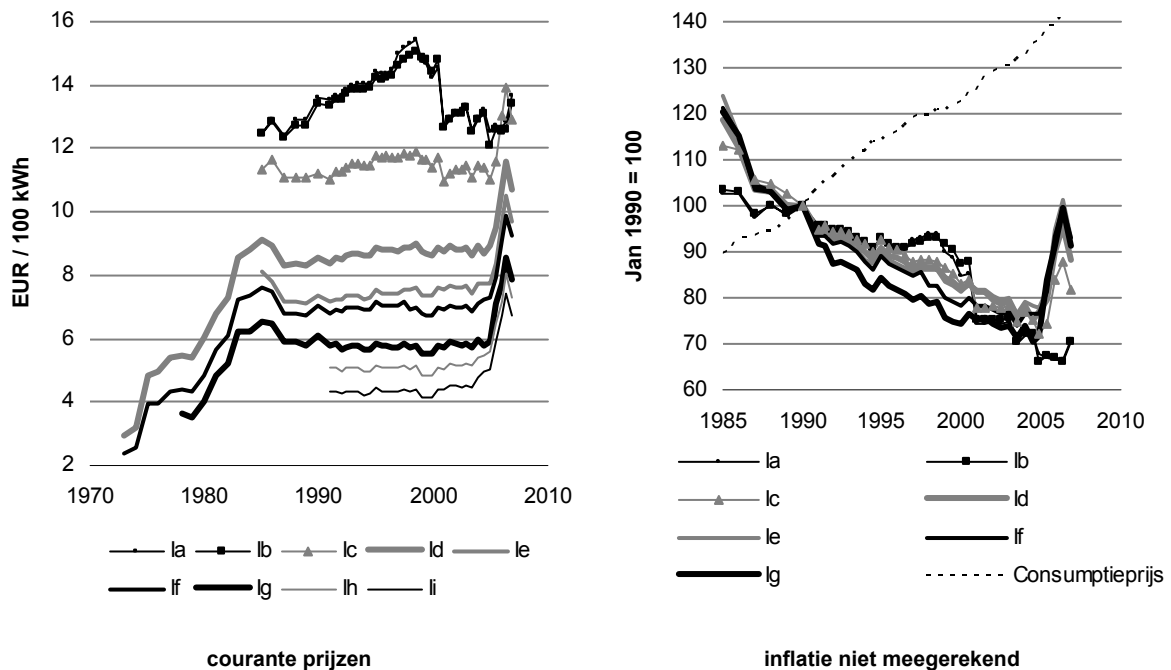 16
14
12
10
8
6
4
2
EUR / 100 kWh
1970 1980 1990 2000 2010
Ia Ib Ic Id Ie
If Ig Ih Ii
courante prijzen
140
130
120
110
100
90
80
70
60
Jan 1990 = 100
1985 1990 1995 2000 2005 2010
Ia Ib
Ic Id
Ie If
Ig Consumptieprijs
inflatie niet meegerekend